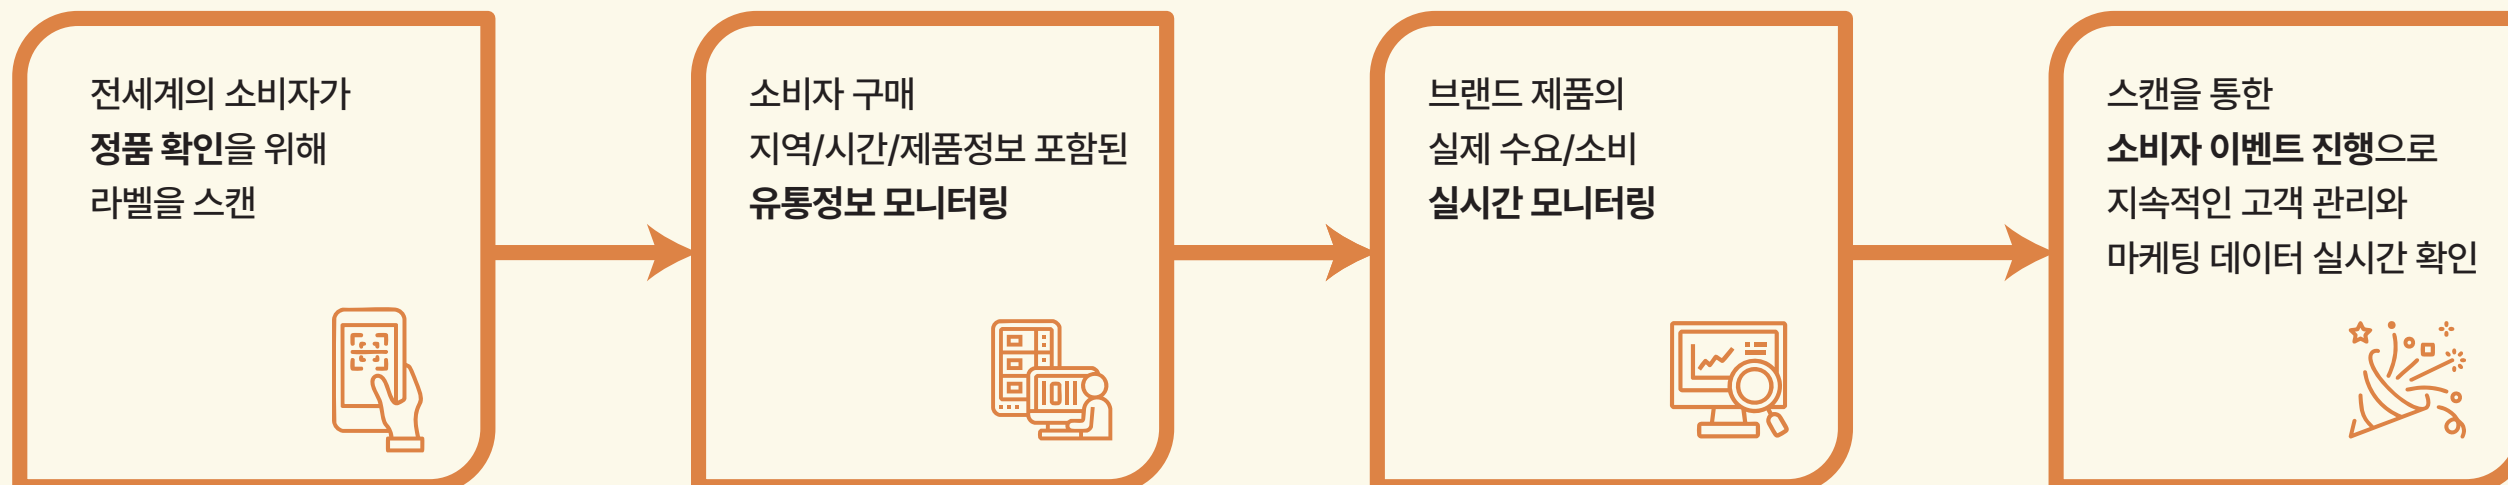 전세계의 소비자가
제품 확인을 위해
라벨을 스캔
소비자 구매
지역/시간/제품정보 포함된
유통정보 모니터링
브랜드 제품의
실제 수요/소비
실시간 모니터링
스캔을 통한
소비자 이벤트 진행으로
지속적인 고객 관리와
마케팅 데이터 실시간 확인